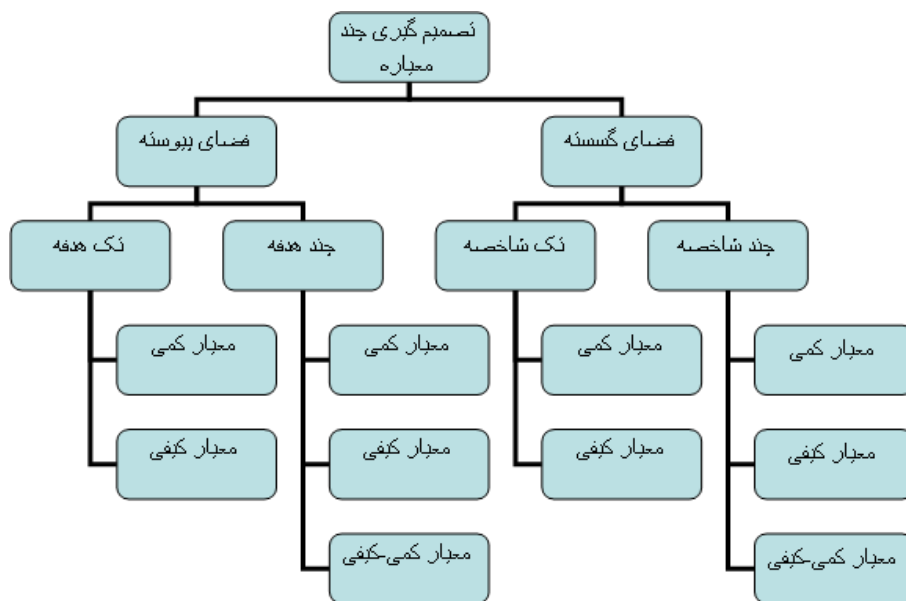 تصمیم گیری چند
معیاره
فضای گسسته
فضای پیوسته
چند شاخصه
تک شاخصه
چند هدفه
تک هدفه
معیار کمی
معیار کمی
معیار کمی
معیار کمی
معیار کیفی
معیار کیفی
معیار کیفی
معیار کیفی
معیار کمی-کیفی
معیار کمی-کیفی